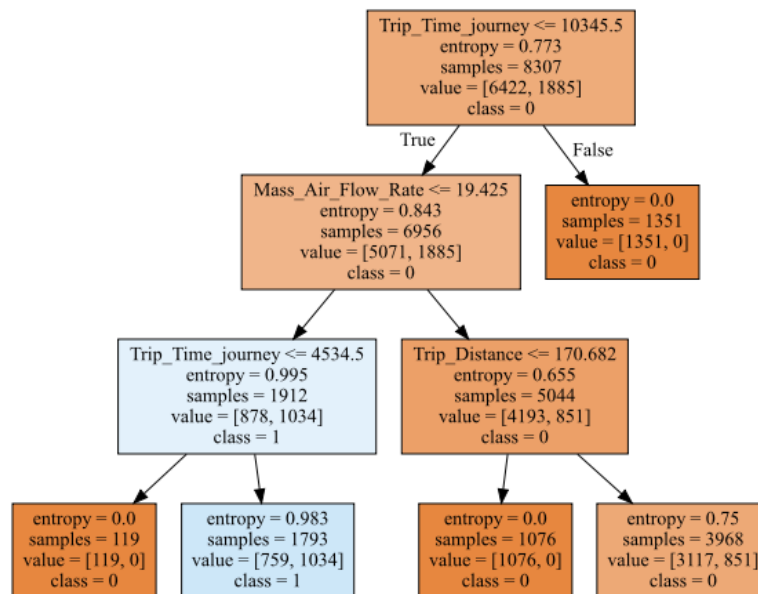 Trip_Time_journey <= 10345.5
entropy = 0.773
samples = 8307
value = [6422, 1885]
class = 0
True
False
Mass_Air_Flow_Rate <= 19.425
entropy = 0.843
samples = 6956
value = [5071, 1885]
class = 0
entropy = 0.0
samples = 1351
value = [1351, 0]
class = 0
Trip_Time_journey <= 4534.5
entropy = 0.995
samples = 1912
value = [878, 1034]
class = 1
Trip_Distance <= 170.682
entropy = 0.655
samples = 5044
value = [4193, 851]
class = 0
entropy = 0.0
samples = 119
value = [119, 0]
class = 0
entropy = 0.983
samples = 1793
value = [759, 1034]
class = 1
entropy = 0.0
samples = 1076
value = [1076, 0]
class = 0
entropy = 0.75
samples = 3968
value = [3117, 851]
class = 0